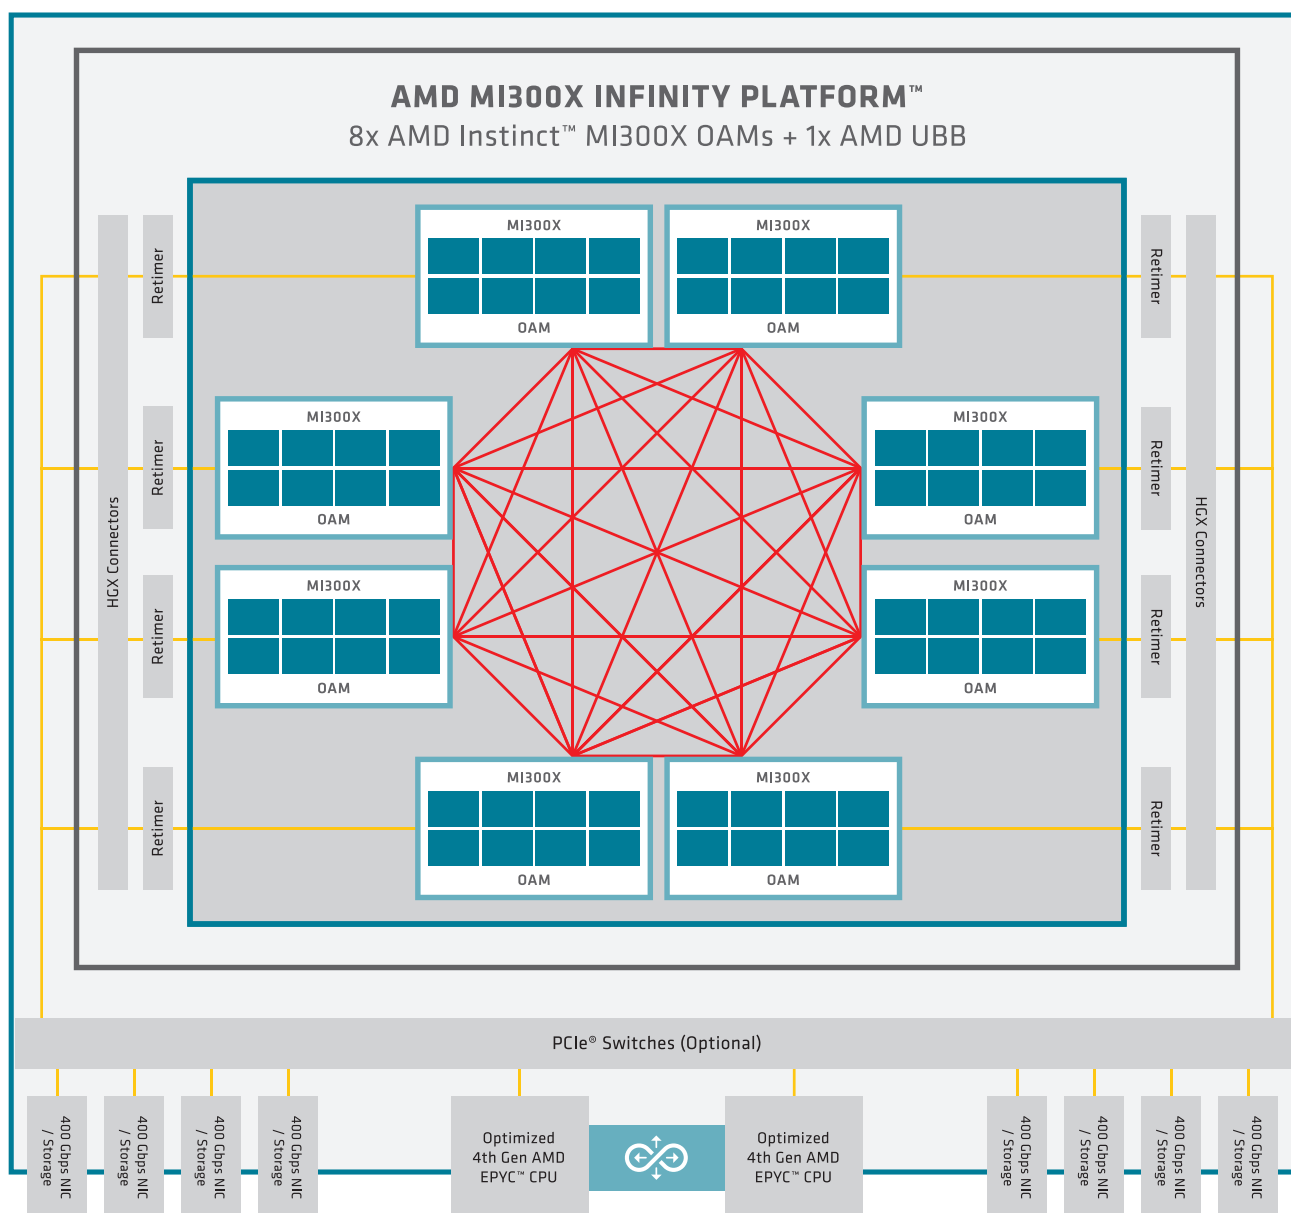 AMD MI300X INFINITY PLATFORM™
8x AMD Instinct™ MI300X OAMs + 1x AMD UBB
MI300X
OAM
MI300X
OAM
Retimer
Retimer
MI300X
OAM
MI300X
OAM
Retimer
Retimer
HGX Connectors
HGX Connectors
MI300X
OAM
MI300X
OAM
Retimer
Retimer
MI300X
OAM
MI300X
OAM
Retimer
Retimer
PCIe® Switches (Optional)
400 Gbps NIC
/ Storage
400 Gbps NIC
/ Storage
400 Gbps NIC
/ Storage
400 Gbps NIC
/ Storage
Optimized
4th Gen AMD
EPYC™ CPU
Optimized
4th Gen AMD
EPYC™ CPU
400 Gbps NIC
/ Storage
400 Gbps NIC
/ Storage
400 Gbps NIC
/ Storage
400 Gbps NIC
/ Storage